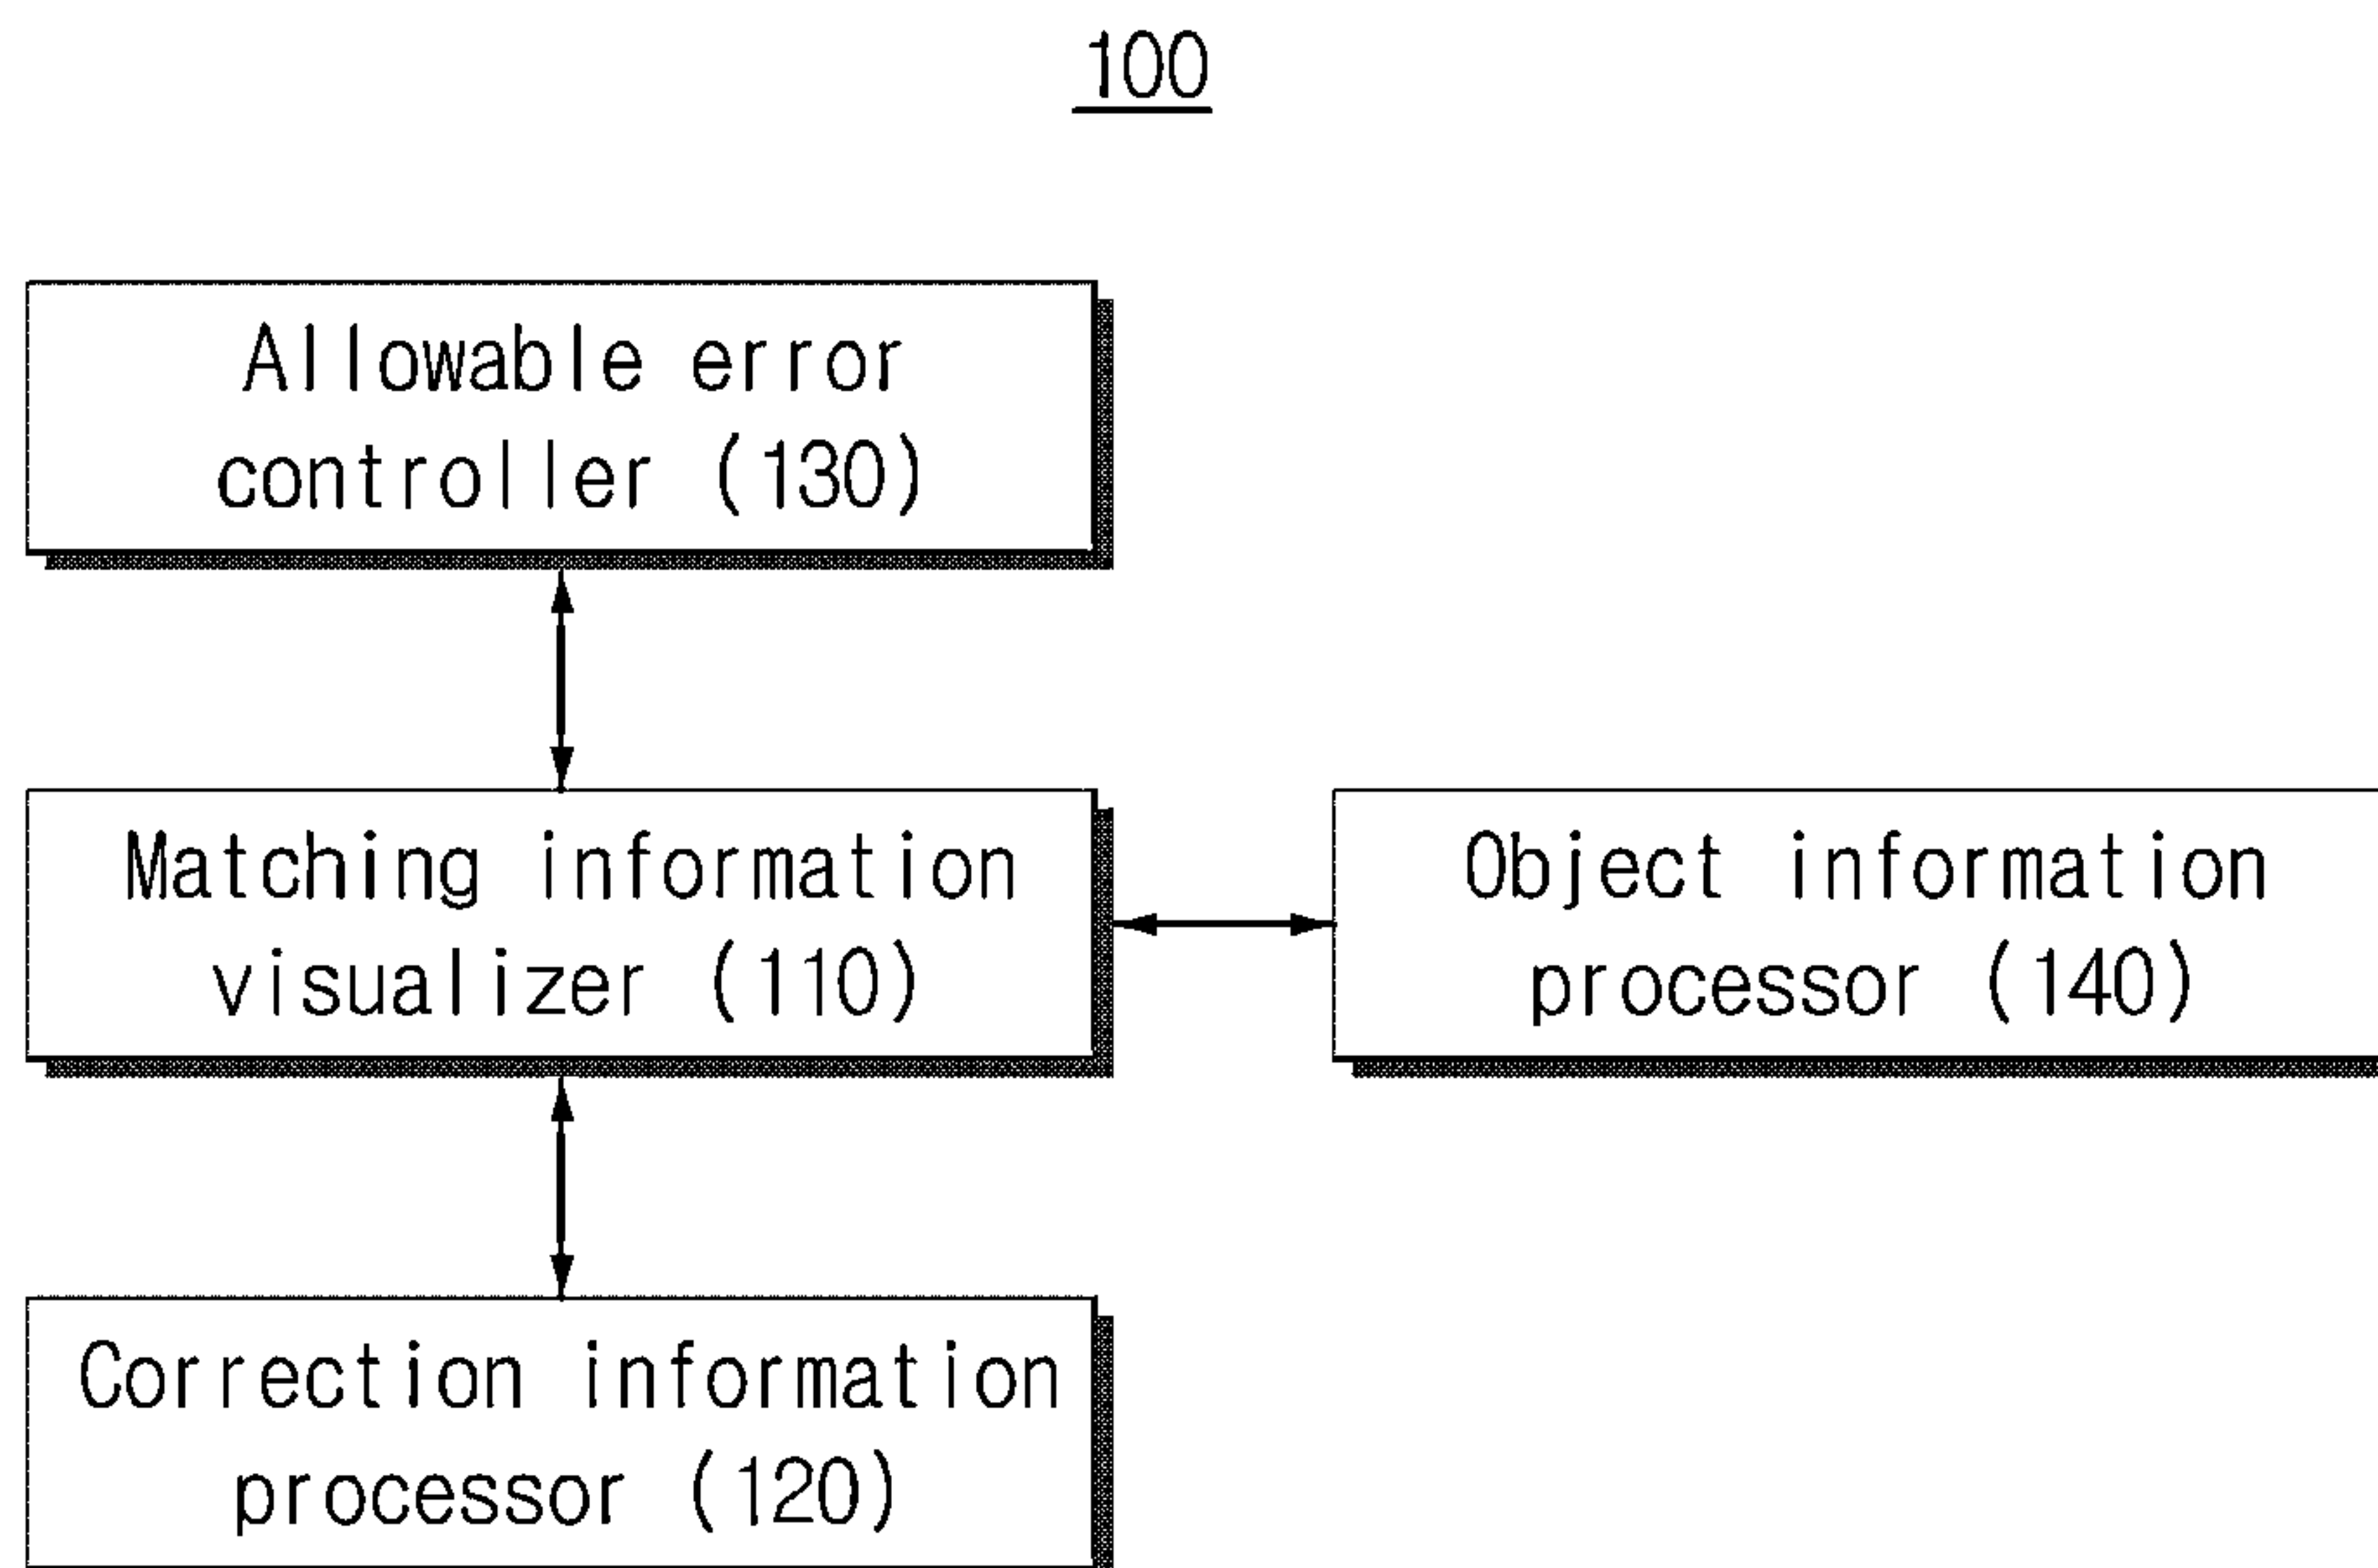 100
Allowable error
controller (130)
Matching information
visualizer (110)
Object information
processor (140)
Correction information
processor (120)